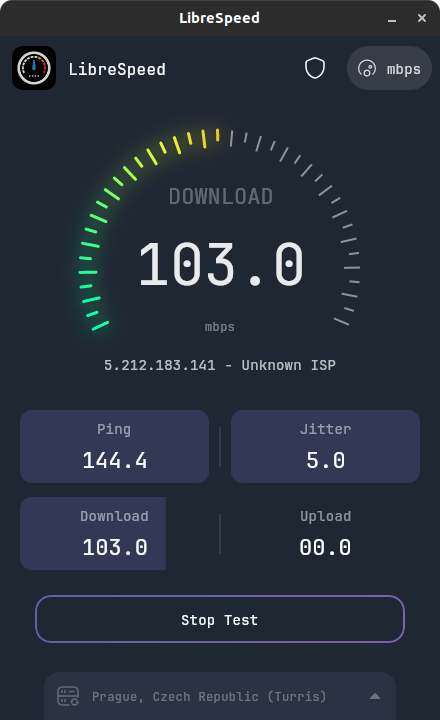 LibreSpeed
LibreSpeed
mbps
DOWNLOAD
103.0
mbps
5.212.183.141 - Unknown ISP
Ping
Jitter
144.4
5.0
Download
Upload
103.0
00.0
Stop Test
Prague, Czech Republic (Turris)